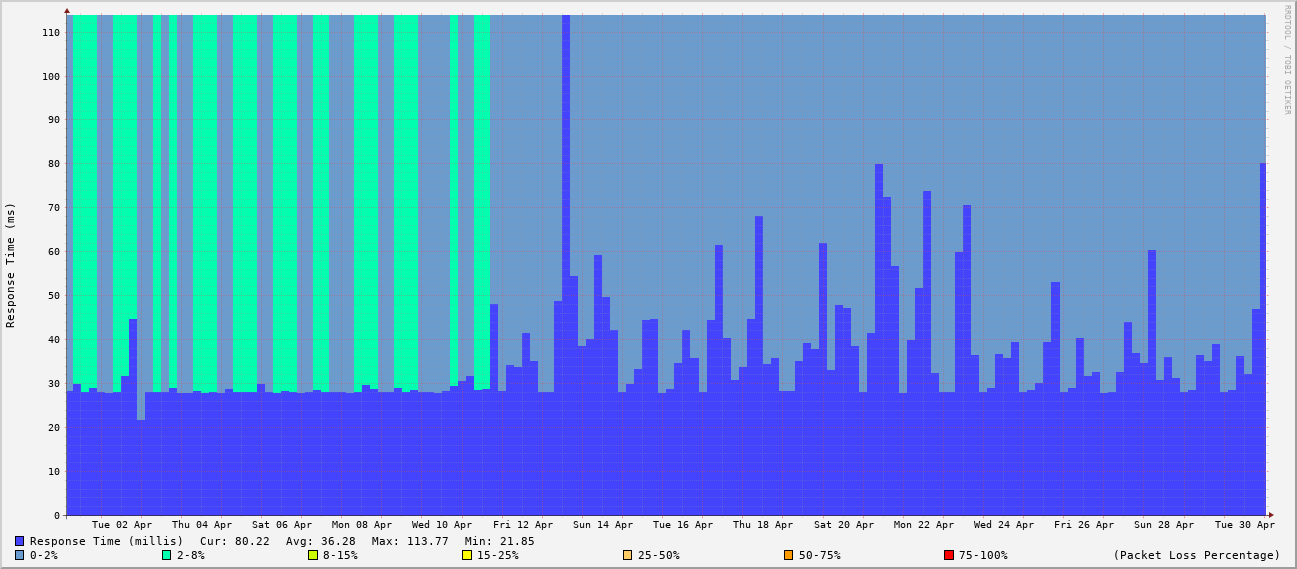 RRDTOOL / TOBI OETIKER
Response Time (ms)
110
100
90
80
70
60
50
40
30
20
10
0
Tue 02 Apr Thu 04 Apr Sat 06 Apr Mon 08 Apr Wed 10 Apr Fri 12 Apr Sun 14 Apr Tue 16 Apr Thu 18 Apr Sat 20 Apr Mon 22 Apr Wed 24 Apr Fri 26 Apr Sun 28 Apr Tue 30 Apr
Response Time (millis) Cur: 80.22 Avg: 36.28 Max: 113.77 Min: 21.85
0-2% 2-8% 8-15% 15-25% 25-50% 50-75% 75-100% (Packet Loss Percentage)